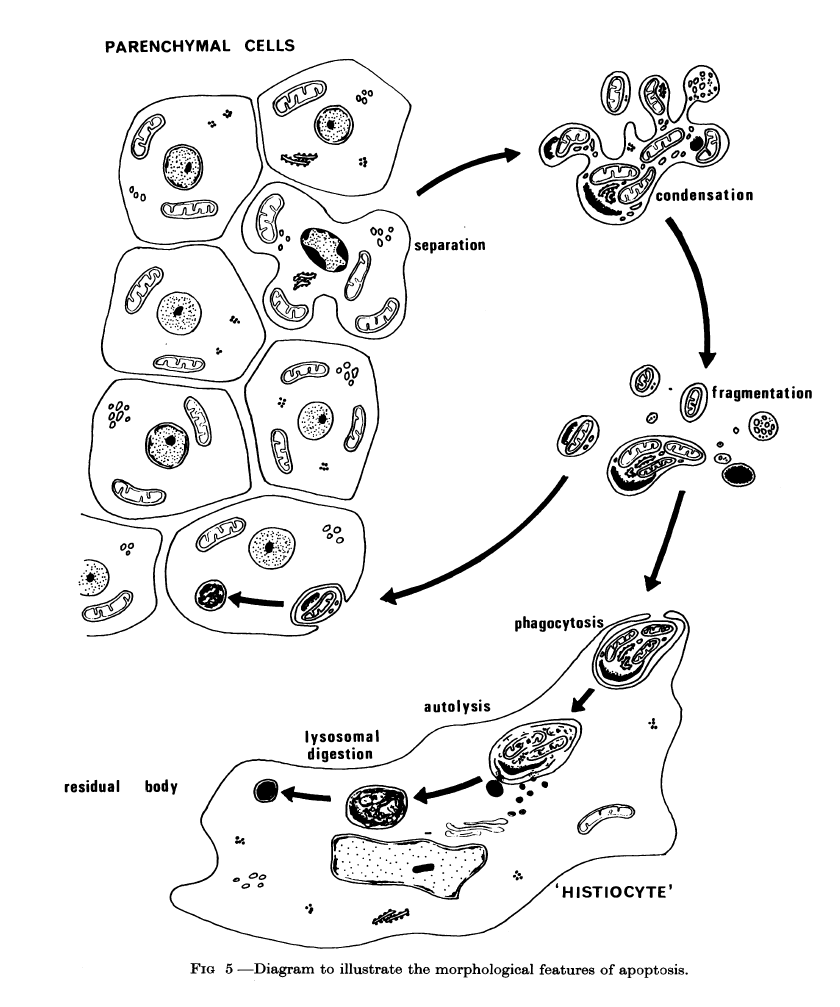 PARENCHYMAL CELLS
separation
condensation
fragmentation
phagocytosis
autolysis
lysosomal
digestion
residual body
'HISTIOCYTE'
FIG 5 —Diagram to illustrate the morphological features of apoptosis.